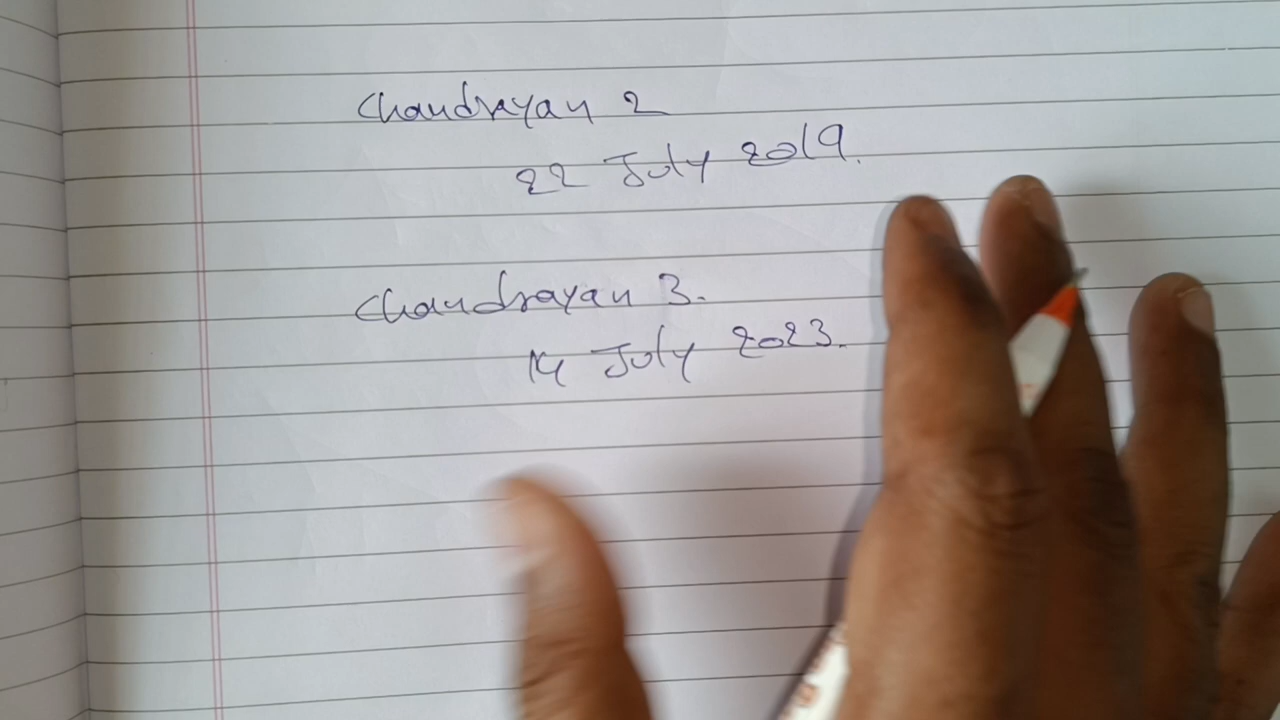 Chandrayan 2
22 July 2019.
Chandrayan 3.
14 July 2023.